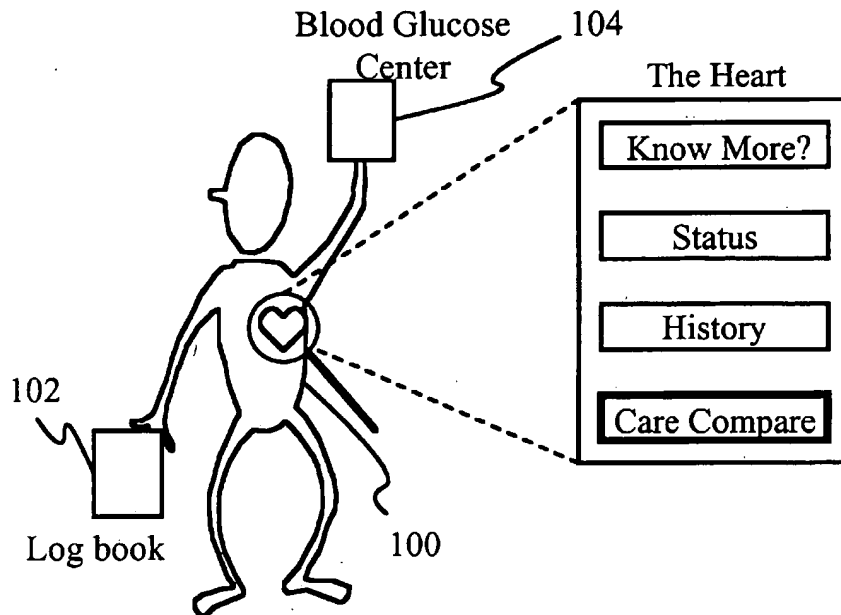 Blood Glucose
Center
104
The Heart
Know More?
Status
History
Care Compare
102
Log book
100